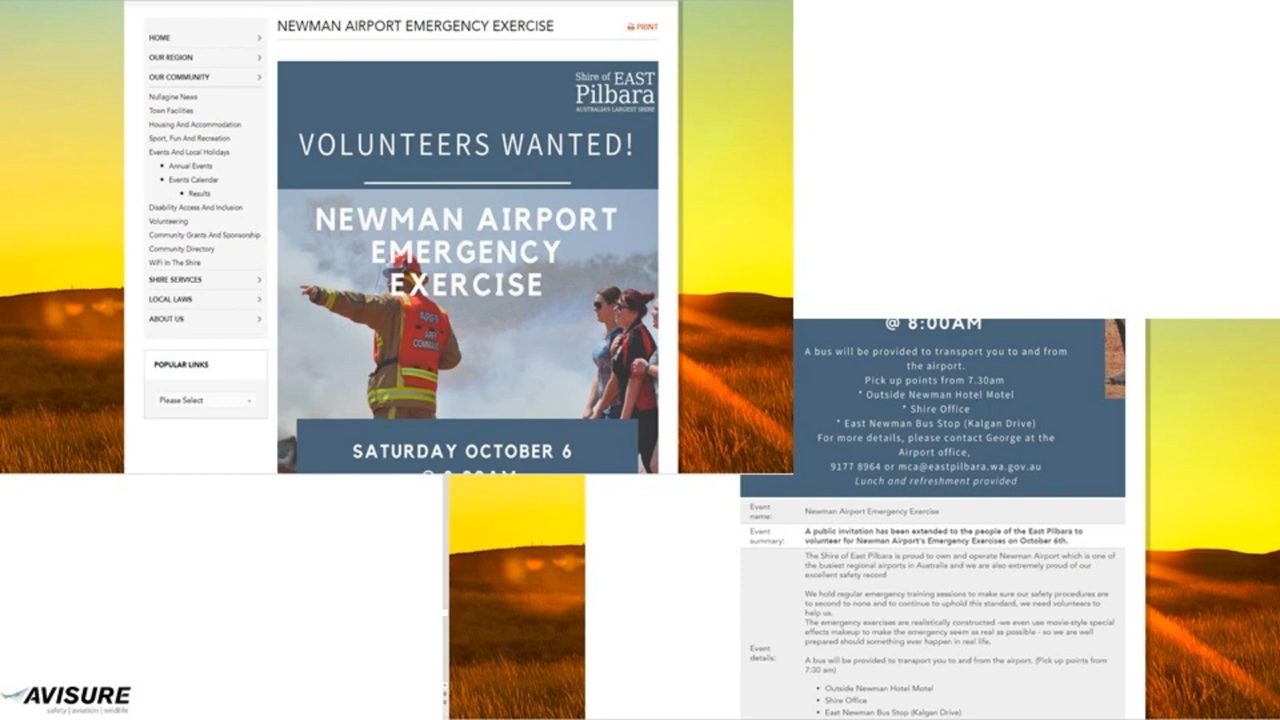 NEWMAN AIRPORT EMERGENCY EXERCISE
PRINT
HOME
OUR REGION
OUR COMMUNITY
Nullagine News
Town Facilities
Housing And Accommodation
Sport, Fun And Recreation
Events And Local Holidays
Annual Events
Events Calendar
Results
Disability Access And Inclusion
Volunteering
Community Grants And Sponsorship
Community Directory
WiFi In The Shire
SHIRE SERVICES
LOCAL LAWS
ABOUT US
POPULAR LINKS
Please Select
Shire of EAST
Pilbara
AUSTRALIA'S LARGEST SHIRE
VOLUNTEERS WANTED!
NEWMAN AIRPORT
EMERGENCY
EXERCISE
COMMAND
SATURDAY OCTOBER 6
@ 8:00AM
@ 8:00AM
A bus will be provided to transport you to and from
the airport.
Pick up points from 7.30am
* Outside Newman Hotel Motel
* Shire Office
* East Newman Bus Stop (Kalgan Drive)
For more details, please contact George at the
Airport office,
9177 8964 or mca@eastpilbara.wa.gov.au
Lunch and refreshment provided
Event
name:
Newman Airport Emergency Exercise
Event
summary:
A public invitation has been extended to the people of the East Pilbara to
volunteer for Newman Airport's Emergency Exercises on October 6th.
Event
details:
The Shire of East Pilbara is proud to own and operate Newman Airport which is one of
the busiest regional airports in Australia and we are also extremely proud of our
excellent safety record
We hold regular emergency training sessions to make sure our safety procedures are
to second to none and to continue to uphold this standard, we need volunteers to
help us.
The emergency exercises are realistically constructed -we even use movie-style special
effects makeup to make the emergency seem as real as possible - so we are well
prepared should something ever happen in real life.
A bus will be provided to transport you to and from the airport. (Pick up points from
7:30 am)
Outside Newman Hotel Motel
Shire Office
East Newman Bus Stop (Kalgan Drive)
AVISURE
safety | aviation | wildlife